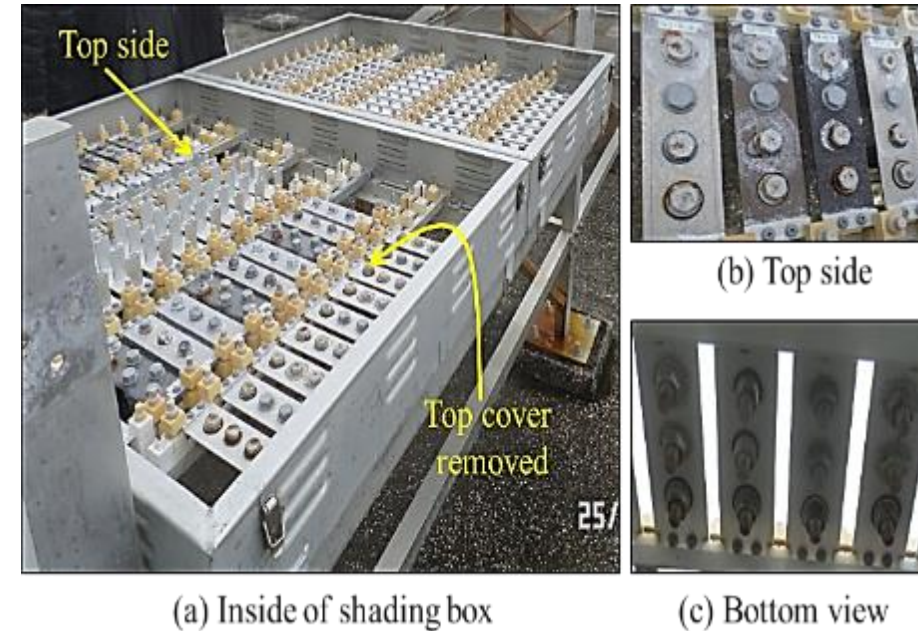 Top side
Top cover
removed
25/
(a) Inside of shading box
(b) Top side
(c) Bottom view